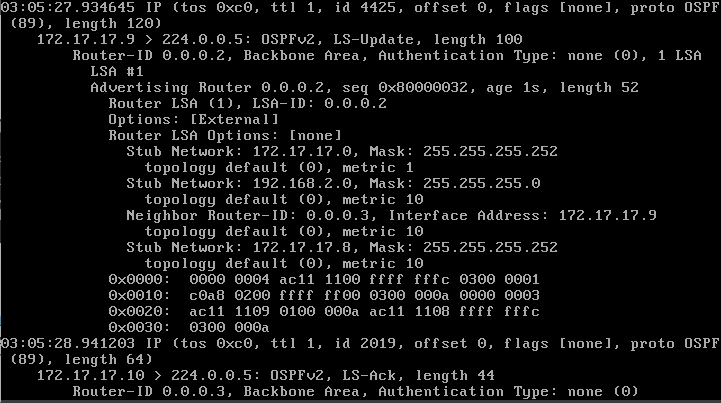 03:05:27.934645 IP (tos 0xc0, ttl 1, id 4425, offset 0, flags [none], proto OSPF
(89), length 120)
172.17.17.9 > 224.0.0.5: OSPFv2, LS-Update, length 100
Router-ID 0.0.0.2, Backbone Area, Authentication Type: none (0), 1 LSA
LSA #1
Advertising Router 0.0.0.2, seq 0x80000032, age 1s, length 52
Router LSA (1), LSA-ID: 0.0.0.2
Options: [External]
Router LSA Options: [none]
Stub Network: 172.17.17.0, Mask: 255.255.255.252
topology default (0), metric 1
Stub Network: 192.168.2.0, Mask: 255.255.255.0
topology default (0), metric 10
Neighbor Router-ID: 0.0.0.3, Interface Address: 172.17.17.9
topology default (0), metric 10
Stub Network: 172.17.17.8, Mask: 255.255.255.252
topology default (0), metric 10
0x0000: 0000 0004 ac11 1100 ffff fffc 0300 0001
0x0010: c0a8 0200 ffff ff00 0300 000a 0000 0003
0x0020: ac11 1109 0100 000a ac11 1108 ffff fffc
0x0030: 0300 000a
03:05:28.941203 IP (tos 0xc0, ttl 1, id 2019, offset 0, flags [none], proto OSPF
(89), length 64)
172.17.17.10 > 224.0.0.5: OSPFv2, LS-Ack, length 44
Router-ID 0.0.0.3, Backbone Area, Authentication Type: none (0)